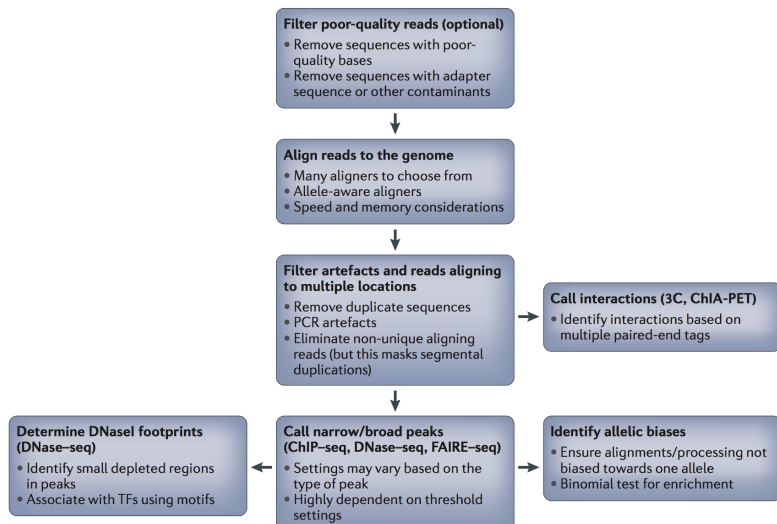 Filter poor-quality reads (optional)
• Remove sequences with poor-
quality bases
• Remove sequences with adapter
sequence or other contaminants
Align reads to the genome
• Many aligners to choose from
• Allele-aware aligners
• Speed and memory considerations
Filter artefacts and reads aligning
to multiple locations
• Remove duplicate sequences
• PCR artefacts
• Eliminate non-unique aligning
reads (but this masks segmental
duplications)
Call interactions (3C, ChIA-PET)
• Identify interactions based on
multiple paired-end tags
Determine DNaseI footprints
(DNase–seq)
• Identify small depleted regions
in peaks
• Associate with TFs using motifs
Call narrow/broad peaks
(ChIP–seq, DNase–seq, FAIRE–seq)
• Settings may vary based on the
type of peak
• Highly dependent on threshold
settings
Identify allelic biases
• Ensure alignments/processing not
biased towards one allele
• Binomial test for enrichment